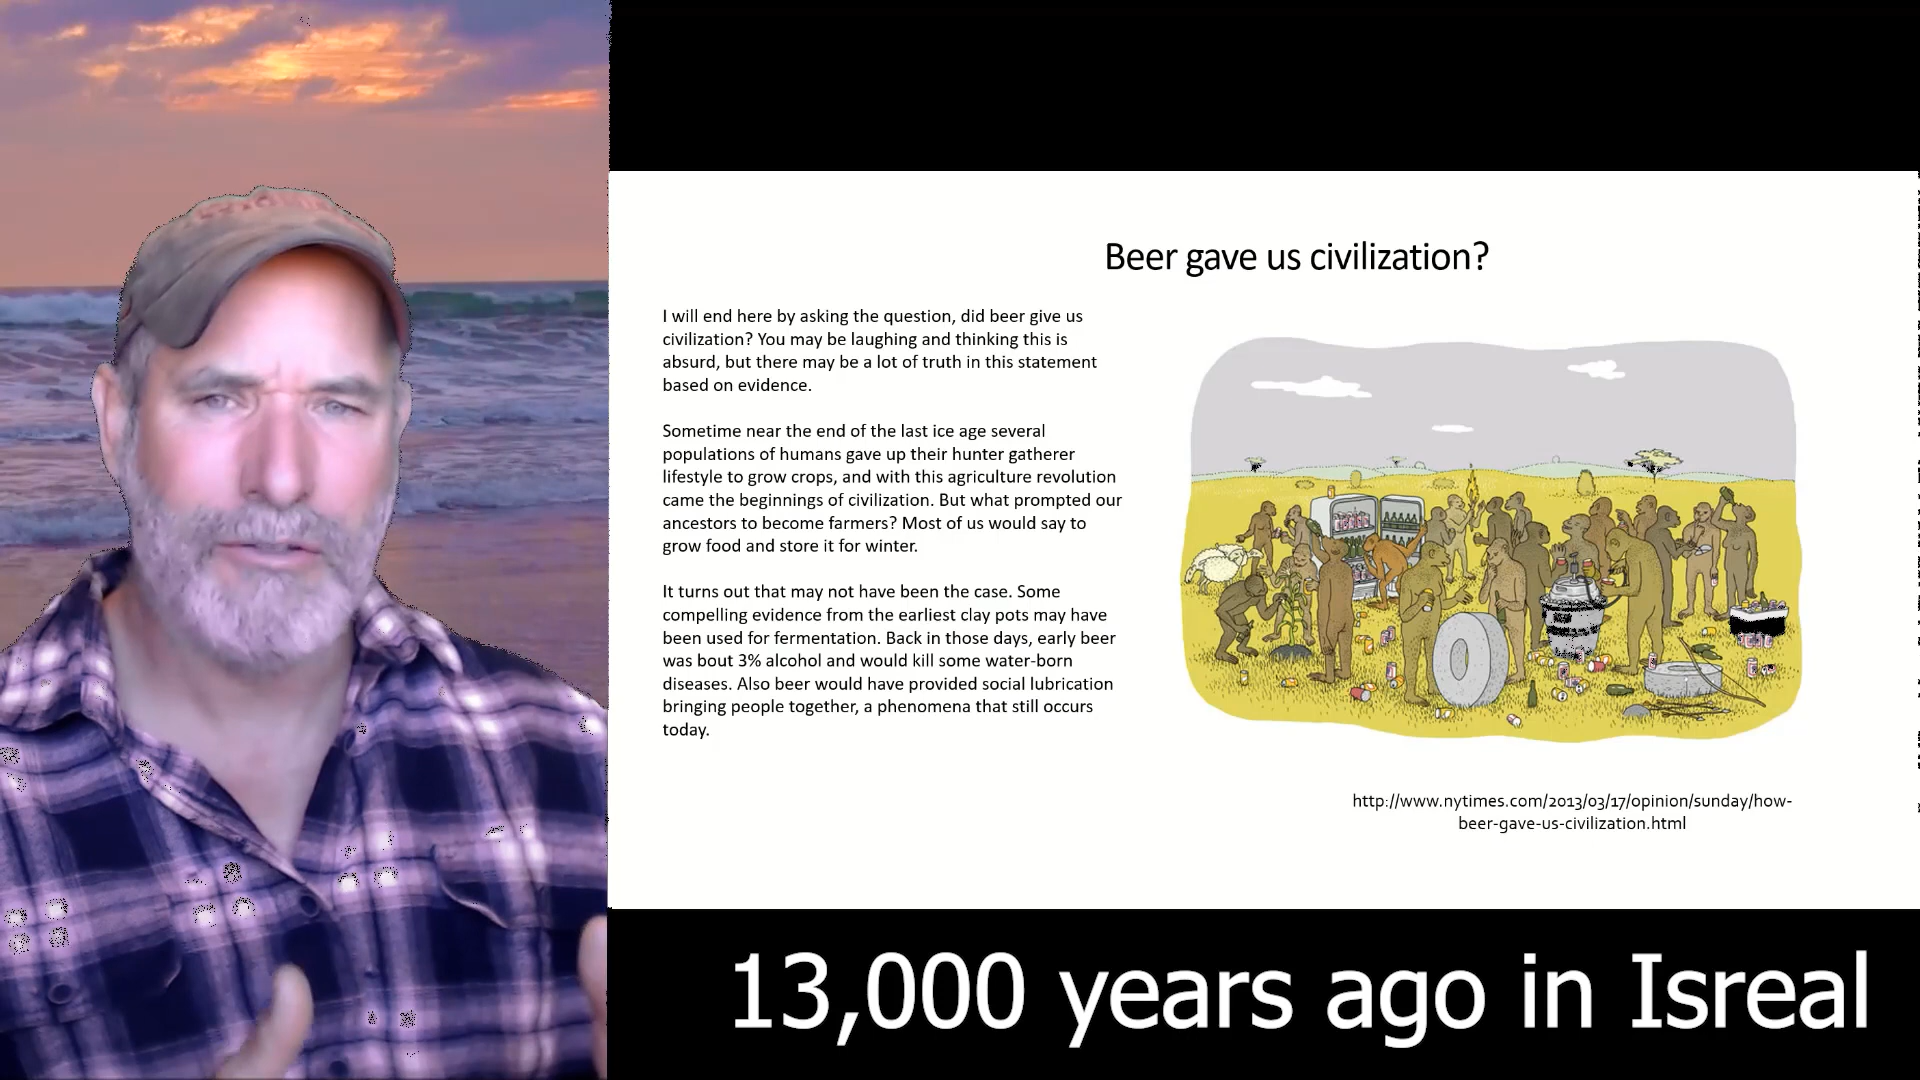 Beer gave us civilization?
I will end here by asking the question, did beer give us
civilization? You may be laughing and thinking this is
absurd, but there may be a lot of truth in this statement
based on evidence.
Sometime near the end of the last ice age several
populations of humans gave up their hunter gatherer
lifestyle to grow crops, and with this agriculture revolution
came the beginnings of civilization. But what prompted our
ancestors to become farmers? Most of us would say to
grow food and store it for winter.
It turns out that may not have been the case. Some
compelling evidence from the earliest clay pots may have
been used for fermentation. Back in those days, early beer
was bout 3% alcohol and would kill some water-born
diseases. Also beer would have provided social lubrication
bringing people together, a phenomena that still occurs
today.
http://www.nytimes.com/2013/03/17/opinion/sunday/how-
beer-gave-us-civilization.html
13,000 years ago in Isreal